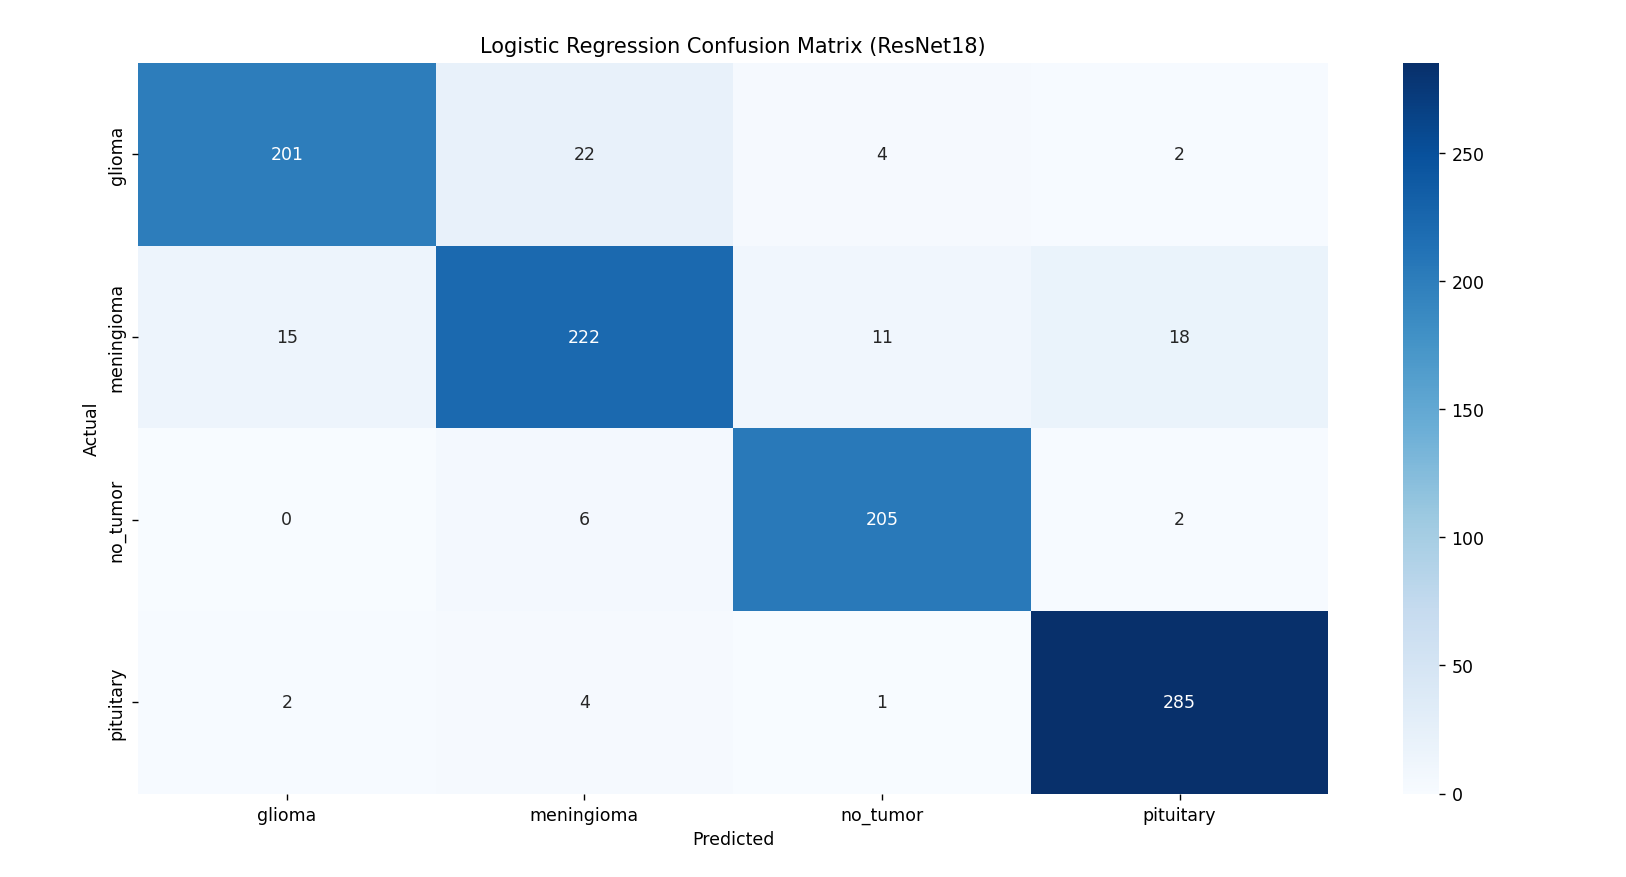 Logistic Regression Confusion Matrix (ResNet18)
Actual
glioma
201 22 4 2
meningioma
15 222 11 18
no_tumor
0 6 205 2
pituitary
2 4 1 285
glioma meningioma no_tumor pituitary
Predicted
250
200
150
100
50
0